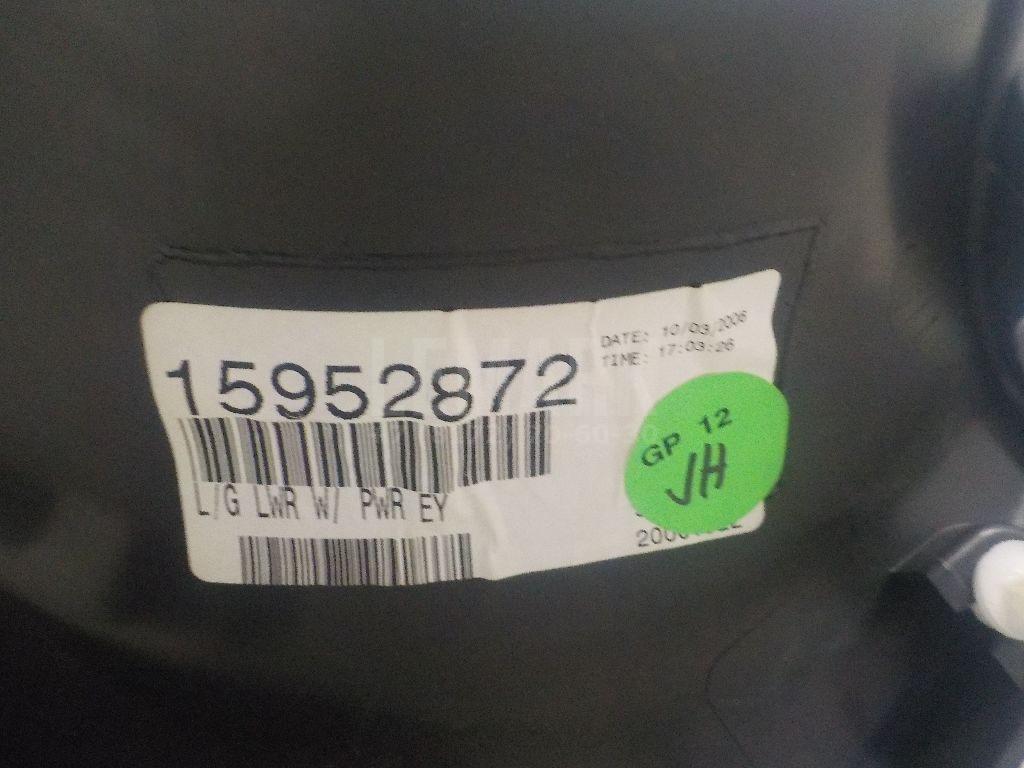 15952872
DATE: 10/03/2006
TIME: 17:03:26
L/G LWR W/ PWR EY
GP 12
JH